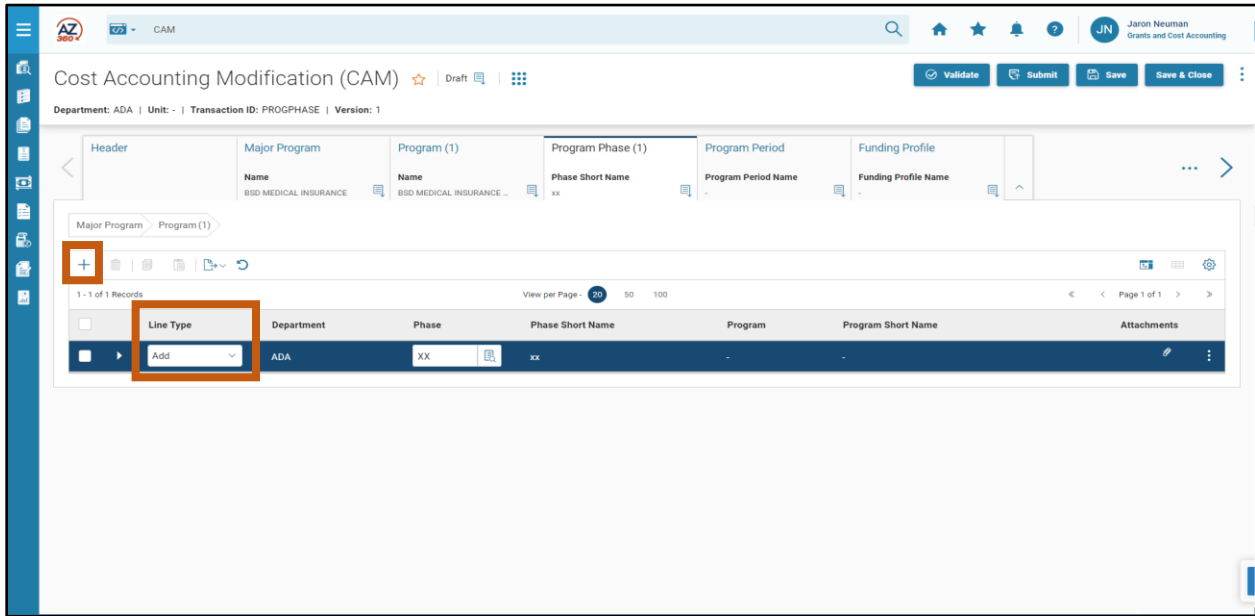 AZ
360
CAM
JN
Jaron Neuman
Grants and Cost Accounting
Cost Accounting Modification (CAM)
Draft
Validate
Submit
Save
Save & Close
Department: ADA | Unit: - | Transaction ID: PROGPHASE | Version: 1
Header
Major Program
Program (1)
Program Phase (1)
Program Period
Funding Profile
Name
Name
Phase Short Name
Program Period Name
Funding Profile Name
BSD MEDICAL INSURANCE
BSD MEDICAL INSURANCE ...
xx
-
-
Major Program
Program (1)
1 - 1 of 1 Records
View per Page - 20 50 100
Page 1 of 1
Line Type
Department
Phase
Phase Short Name
Program
Program Short Name
Attachments
Add
ADA
XX
xx
-
-